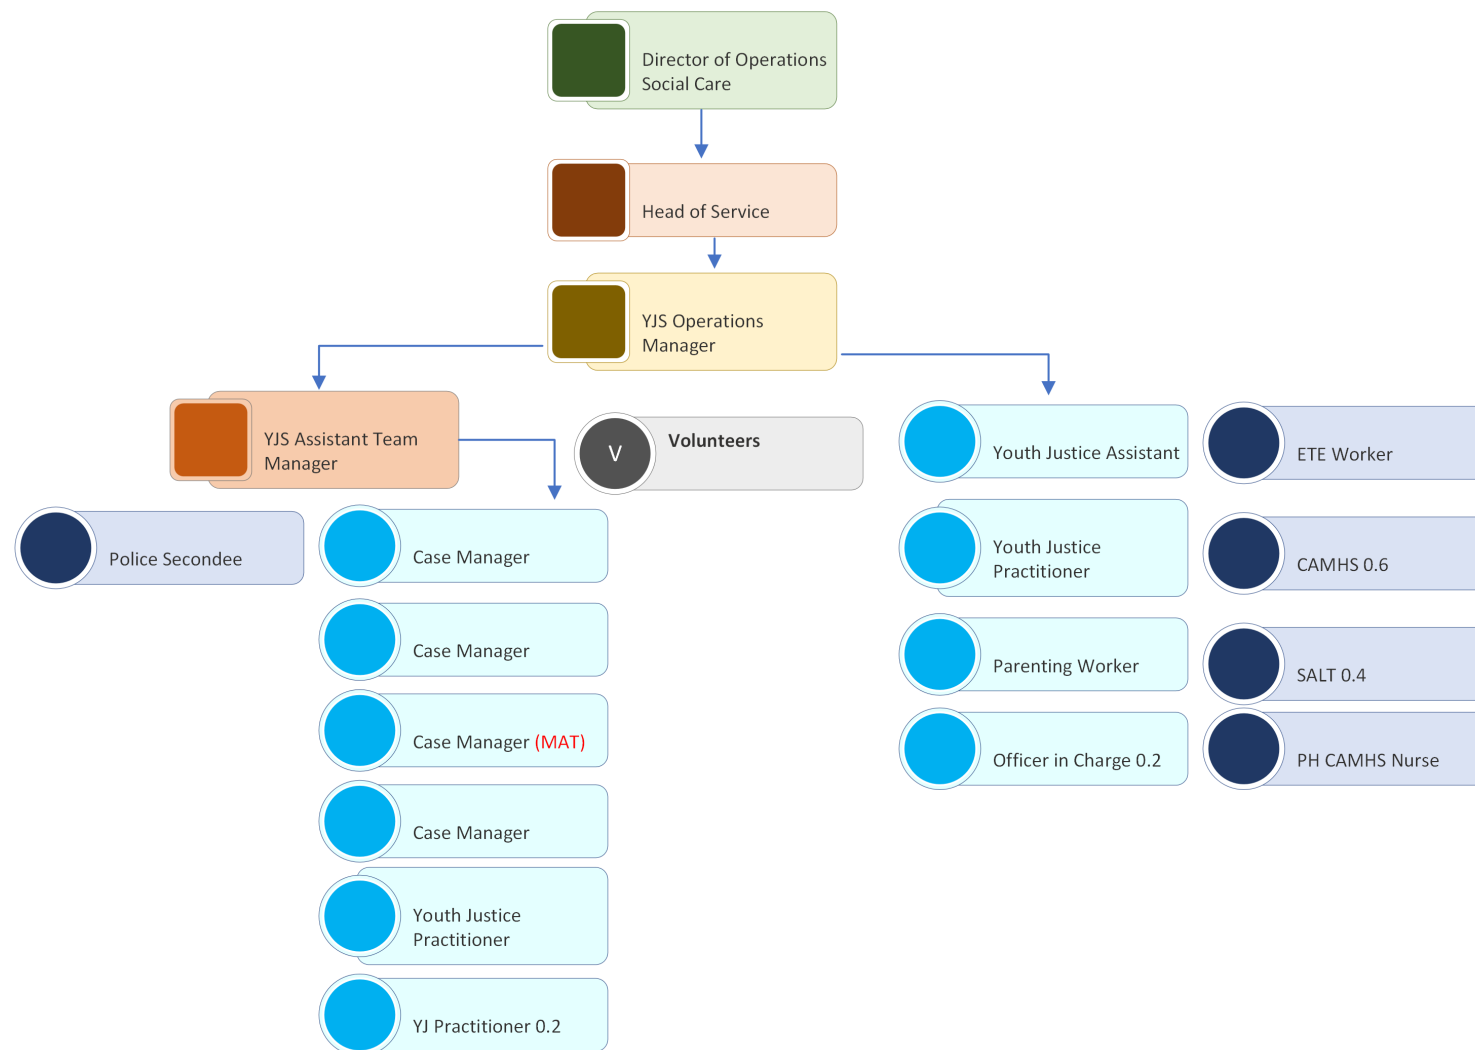 Director of Operations
Social Care
Head of Service
YJS Operations
Manager
YJS Assistant Team
Manager
V
Volunteers
Police Secondee
Case Manager
Case Manager
Case Manager (MAT)
Case Manager
Youth Justice
Practitioner
YJ Practitioner 0.2
Youth Justice Assistant
Youth Justice
Practitioner
Parenting Worker
Officer in Charge 0.2
ETE Worker
CAMHS 0.6
SALT 0.4
PH CAMHS Nurse